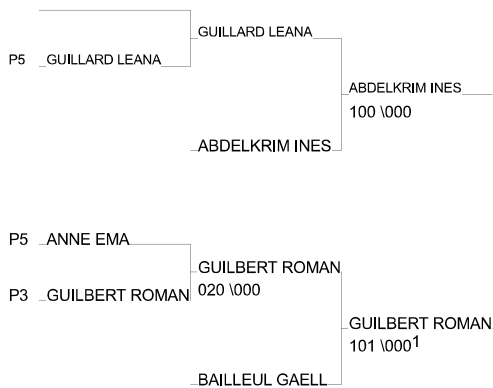 GUILLARD LEANA
P5 GUILLARD LEANA
ABDELKRIM INES
100 \000
ABDELKRIM INES
P5 ANNE EMA
GUILBERT ROMAN
020 \000
P3 GUILBERT ROMAN
GUILBERT ROMAN
101 \0001
BAILLEUL GAELL